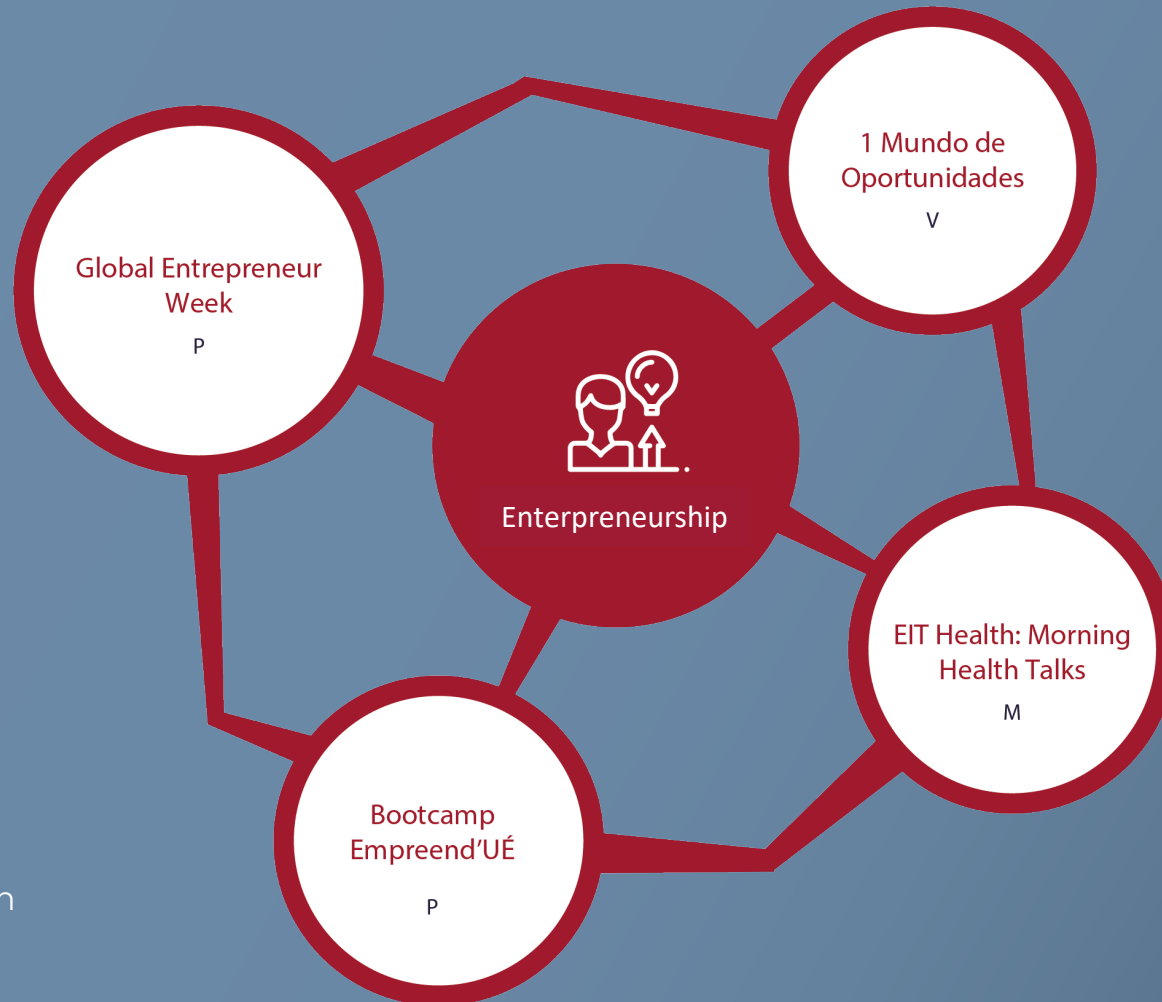 1 Mundo de
Oportunidades
V
Global Entrepreneur
Week
P
Enterpreneurship
EIT Health: Morning
Health Talks
M
Bootcamp
Empreend'UÉ
P
n